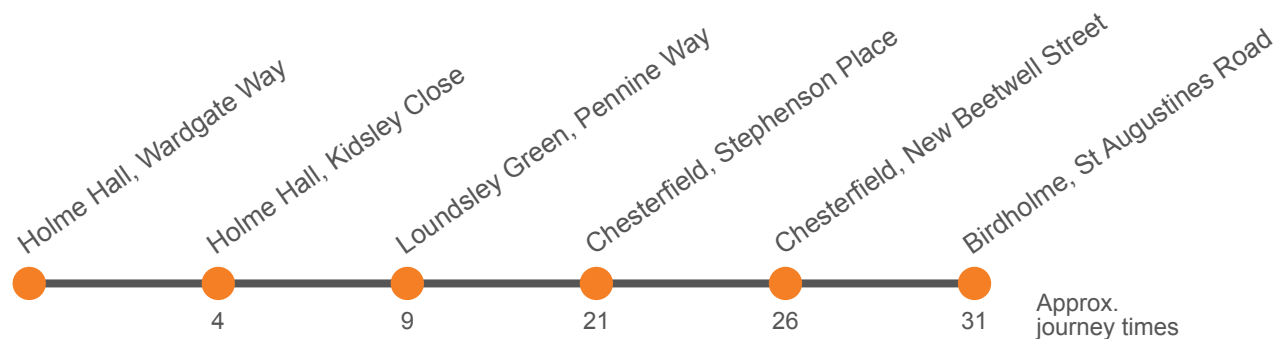 Holme Hall, Wardgate Way
Holme Hall, Kidsley Close
Loundsley Green, Pennine Way
Chesterfield, Stephenson Place
Chesterfield, New Beetwell Street
Birdholme, St Augustines Road
4
9
21
26
31
Approx.
journey times